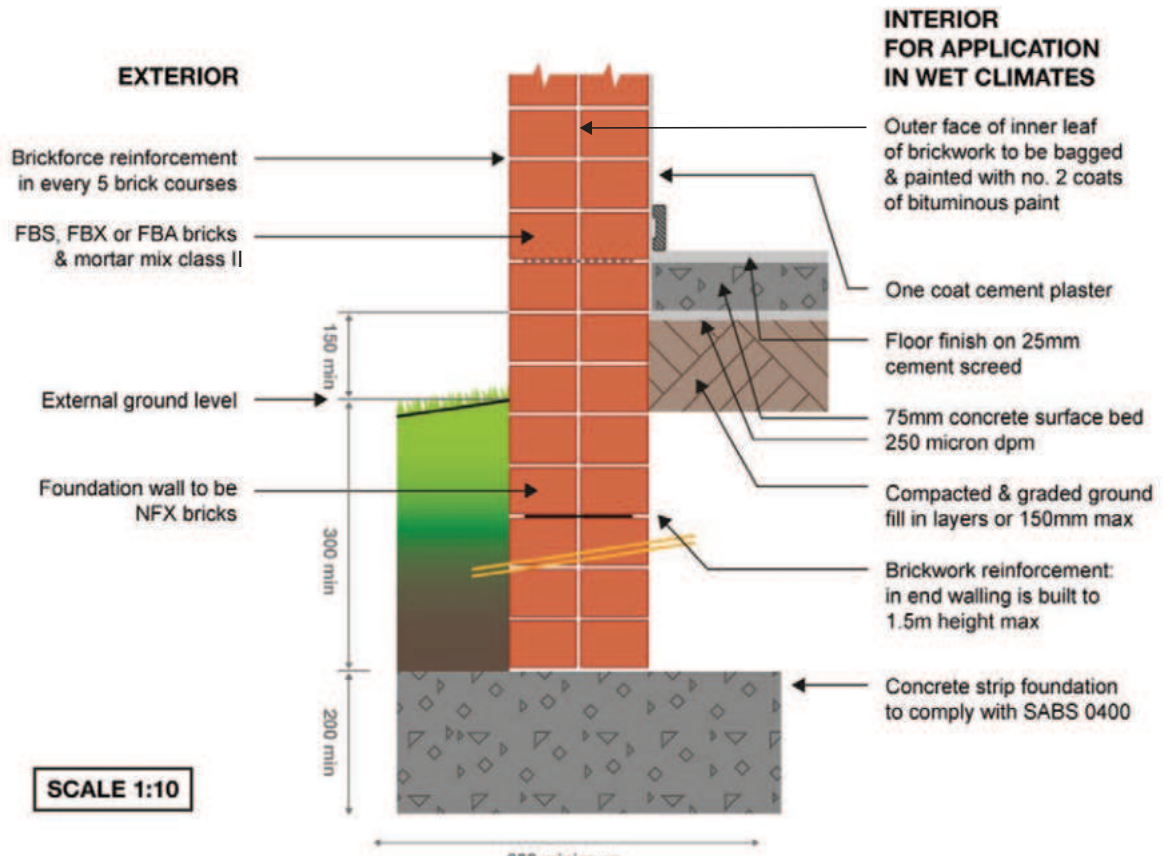 EXTERIOR
Brickforce reinforcement
in every 5 brick courses
FBS, FBX or FBA bricks
& mortar mix class II
150 min
External ground level
Foundation wall to be
NFX bricks
300 min
200 min
SCALE 1:10
INTERIOR
FOR APPLICATION
IN WET CLIMATES
Outer face of inner leaf
of brickwork to be bagged
& painted with no. 2 coats
of bituminous paint
One coat cement plaster
Floor finish on 25mm
cement screed
75mm concrete surface bed
250 micron dpm
Compacted & graded ground
fill in layers or 150mm max
Brickwork reinforcement:
in end walling is built to
1.5m height max
Concrete strip foundation
to comply with SABS 0400